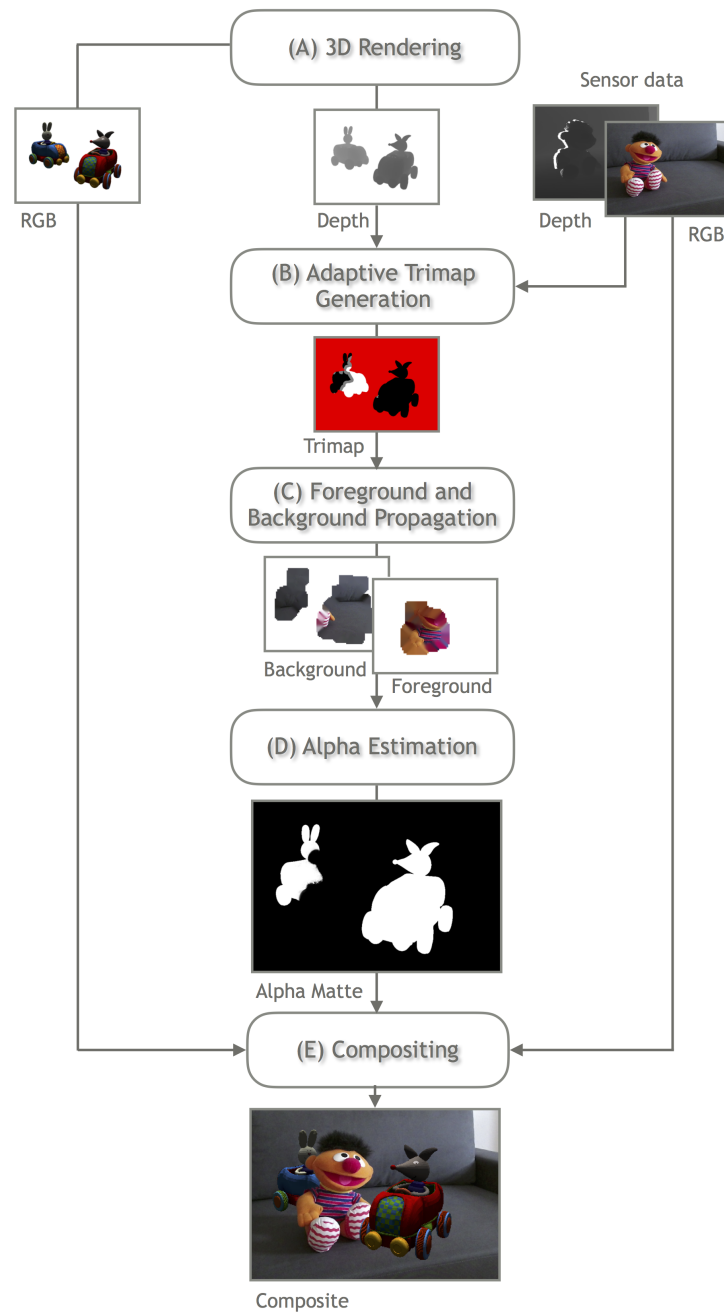 (A) 3D Rendering
Sensor data
RGB
Depth
Depth
RGB
(B) Adaptive Trimap
Generation
Trimap
(C) Foreground and
Background Propagation
Background
Foreground
(D) Alpha Estimation
Alpha Matte
(E) Compositing
Composite